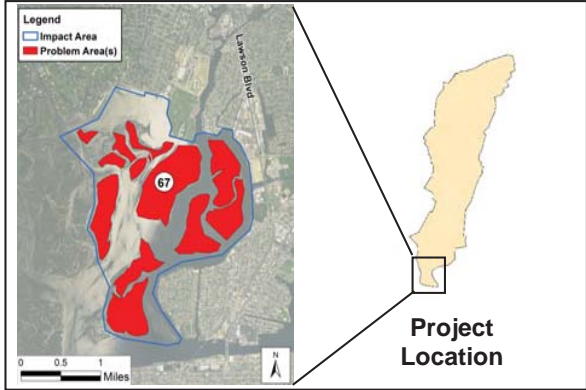 Legend
Impact Area
Problem Area(s)
Lawson Blvd
67
0 0.5 1
Miles
N
Project
Location